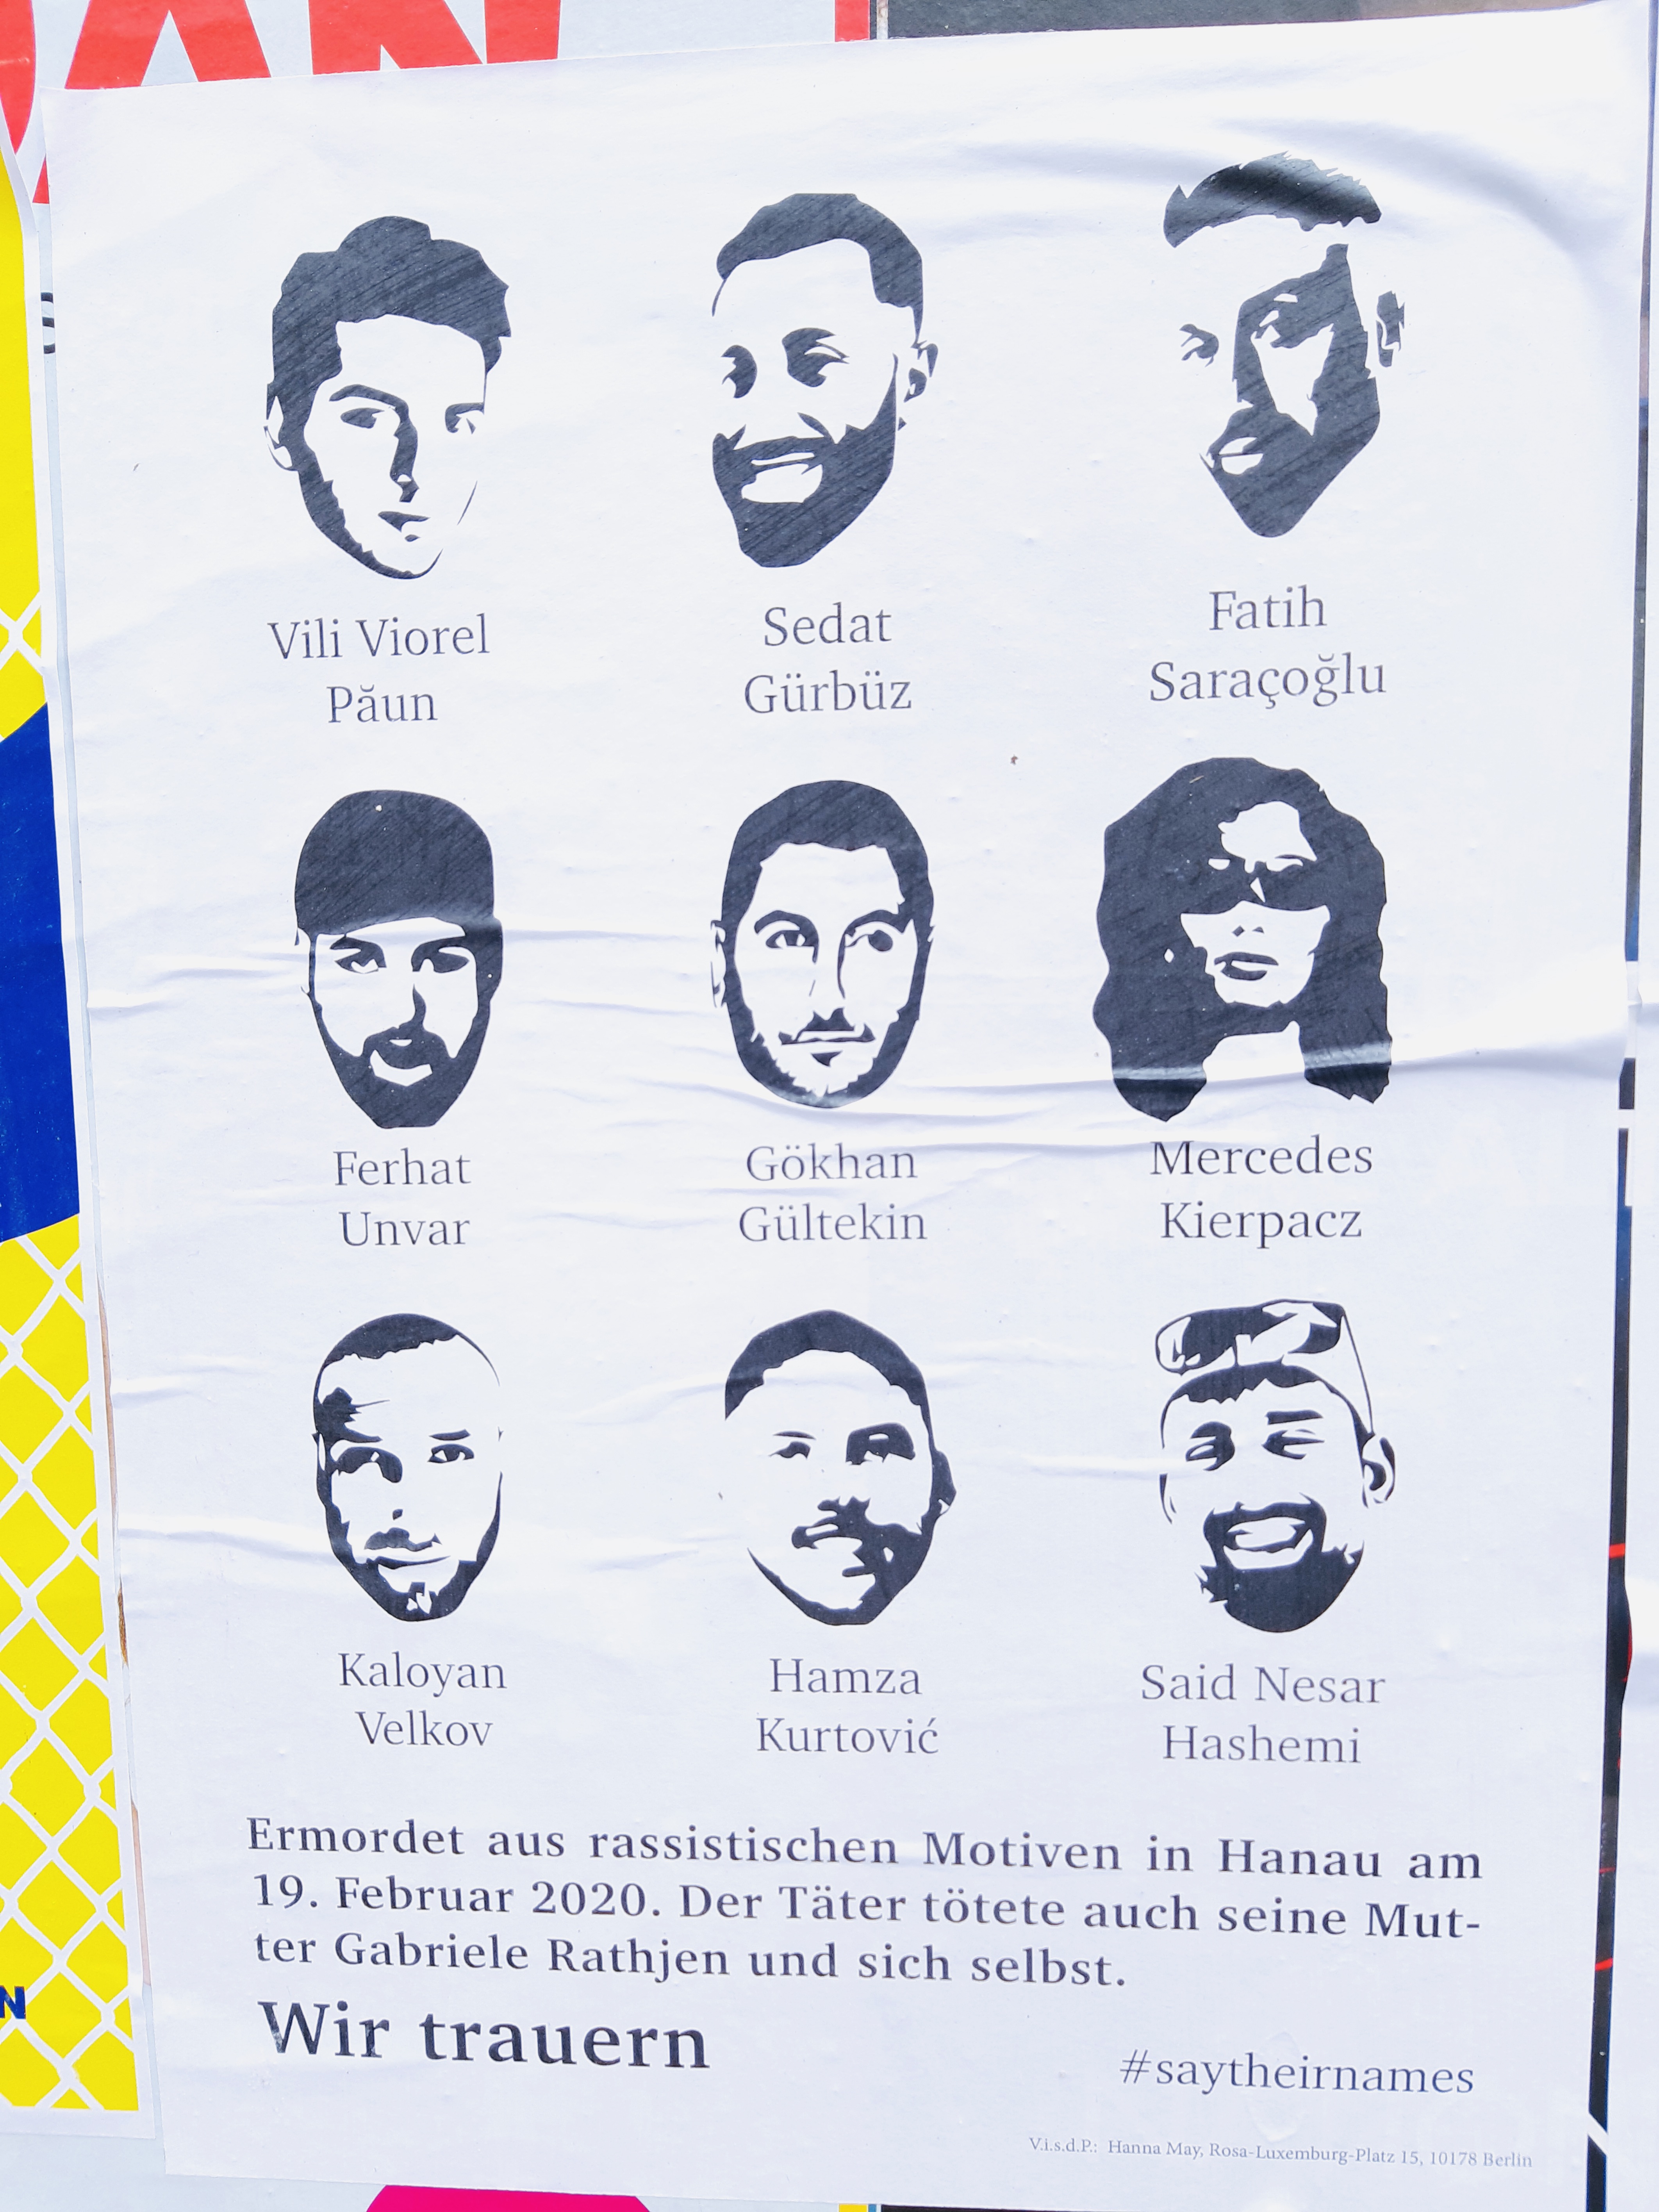 AN
S
Vili Viorel
Păun
Sedat
Gürbüz
Fatih
Saraçoğlu
Ferhat
Unvar
Gökhan
Gültekin
Mercedes
Kierpacz
Kaloyan
Velkov
Hamza
Kurtović
Said Nesar
Hashemi
Ermordet aus rassistischen Motiven in Hanau am
19. Februar 2020. Der Täter tötete auch seine Mut-
ter Gabriele Rathjen und sich selbst.
Wir trauern
N
#saytheirnames
V.i.s.d.P.: Hanna May, Rosa-Luxemburg-Platz 15, 10178 Berlin